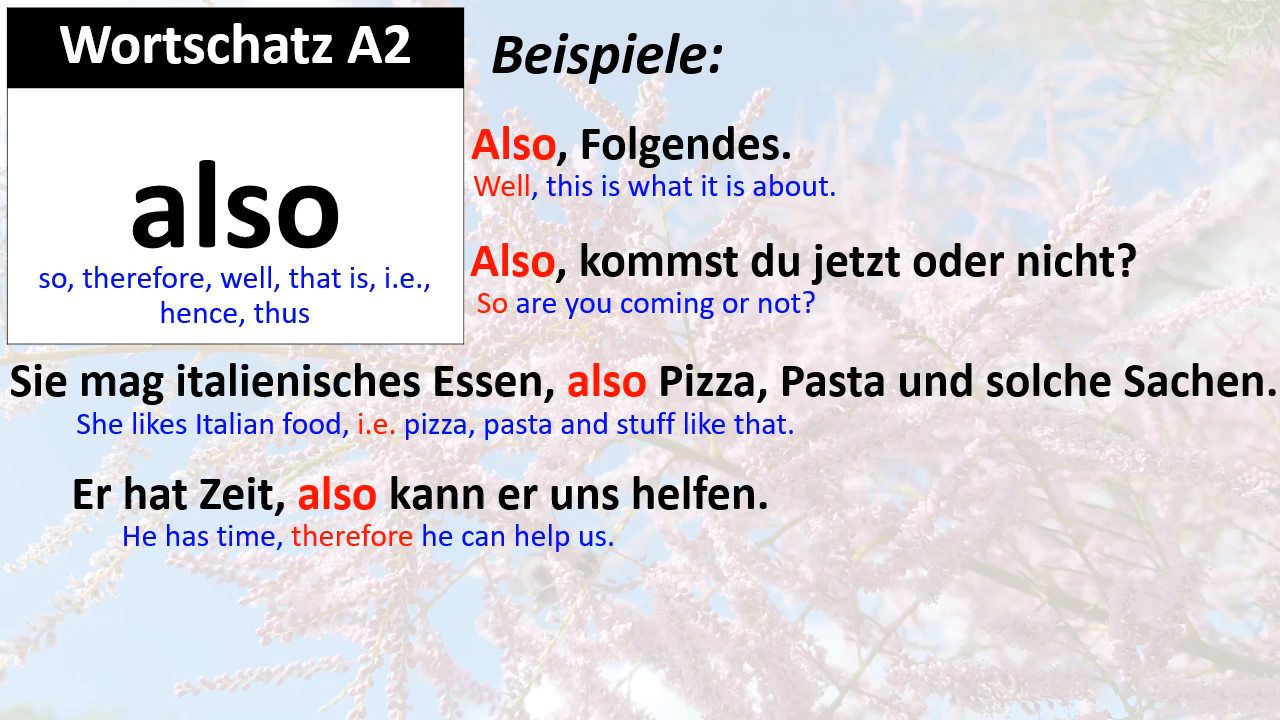 Wortschatz A2
also
so, therefore, well, that is, i.e.,
hence, thus
Beispiele:
Also, Folgendes.
Well, this is what it is about.
Also, kommst du jetzt oder nicht?
So are you coming or not?
Sie mag italienisches Essen, also Pizza, Pasta und solche Sachen.
She likes Italian food, i.e. pizza, pasta and stuff like that.
Er hat Zeit, also kann er uns helfen.
He has time, therefore he can help us.